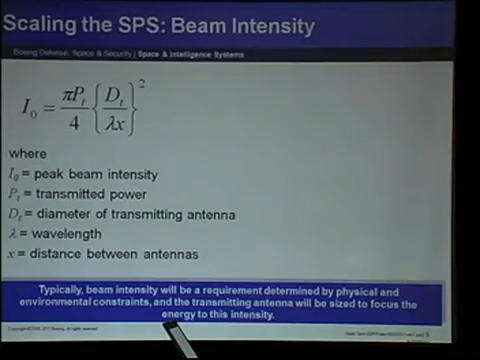 Scaling the SPS: Beam Intensity
Boeing Defense, Space & Security | Space & Intelligence Systems
I₀ = πPₜ/4 {Dₜ/λx}²
where
I₀ = peak beam intensity
Pₜ = transmitted power
Dₜ = diameter of transmitting antenna
λ = wavelength
x = distance between antennas
Typically, beam intensity will be a requirement determined by physical and
environmental constraints, and the transmitting antenna will be sized to focus the
energy to this intensity.